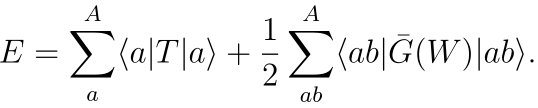 E = \sum_{a}^{A} \langle a|T|a \rangle + \frac{1}{2} \sum_{ab}^{A} \langle ab|\bar{G}(W)|ab \rangle.